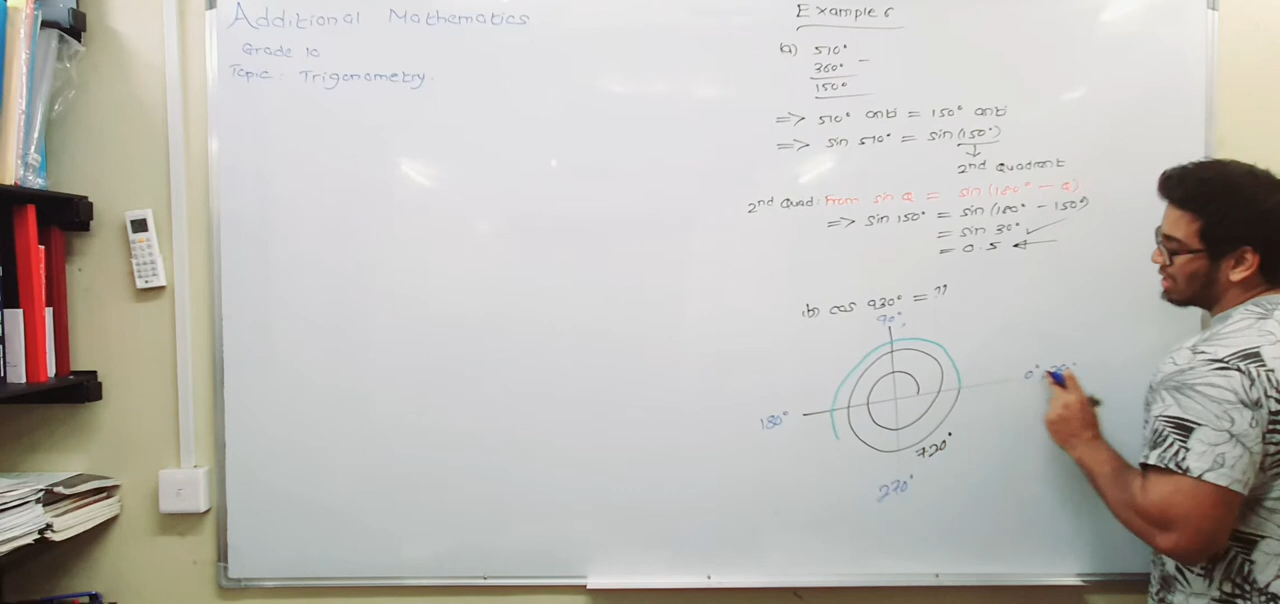 Additional Mathematics
Grade 10
Topic: Trigonometry.
Example 6
(a) 510°
360° –
150°
=> 510° anti = 150° anti
=> sin 510° = sin (150°)
2nd Quadrant
2nd Quad: From sin Q = sin (180° - Q)
=> sin 150° = sin (180° - 150°)
= sin 30°
= 0.5
(b) cos 930° = ??
90°
0°
180°
720°
270°